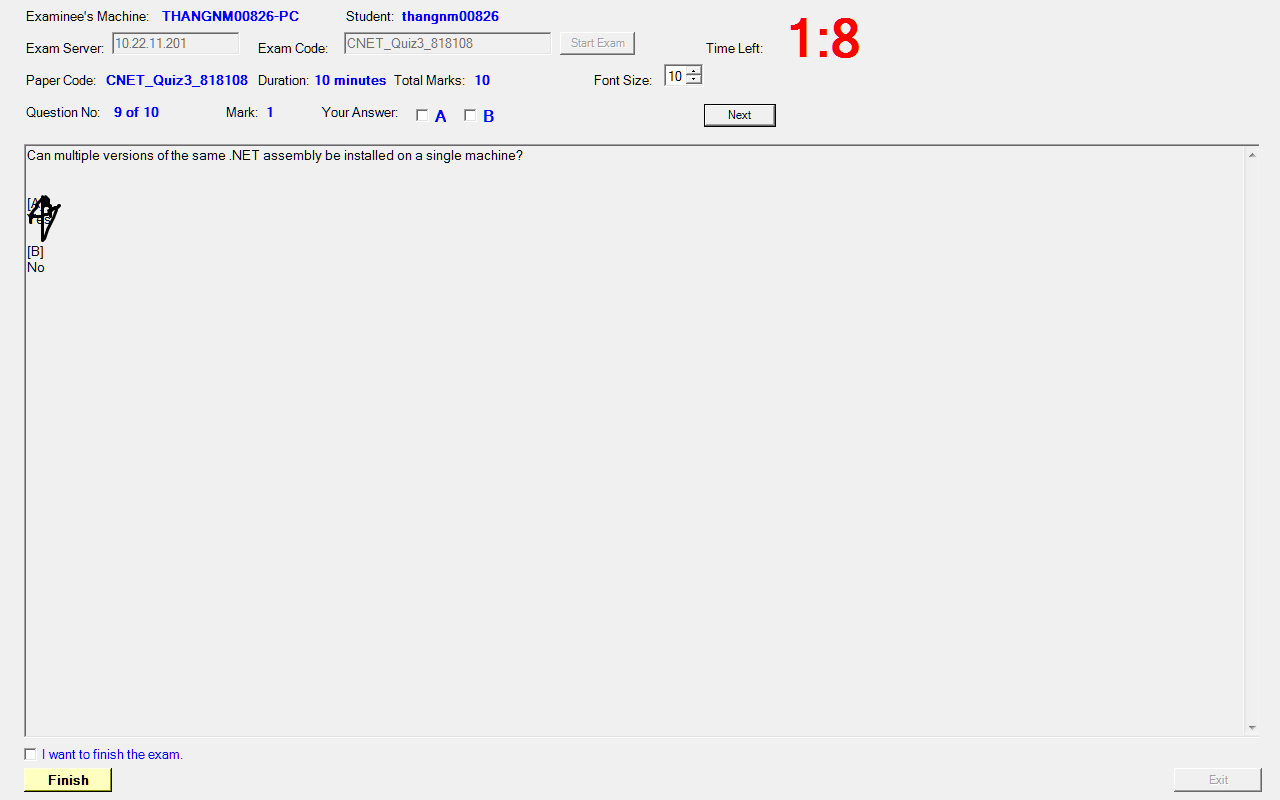 Examinee's Machine: THANGNM00826-PC Student: thangnm00826
Exam Server: 10.22.11.201 Exam Code: CNET_Quiz3_818108 Start Exam Time Left: 1:8
Paper Code: CNET_Quiz3_818108 Duration: 10 minutes Total Marks: 10 Font Size: 10
Question No: 9 of 10 Mark: 1 Your Answer: A B Next
Can multiple versions of the same .NET assembly be installed on a single machine?
[A]
Yes
[B]
No
I want to finish the exam.
Finish Exit